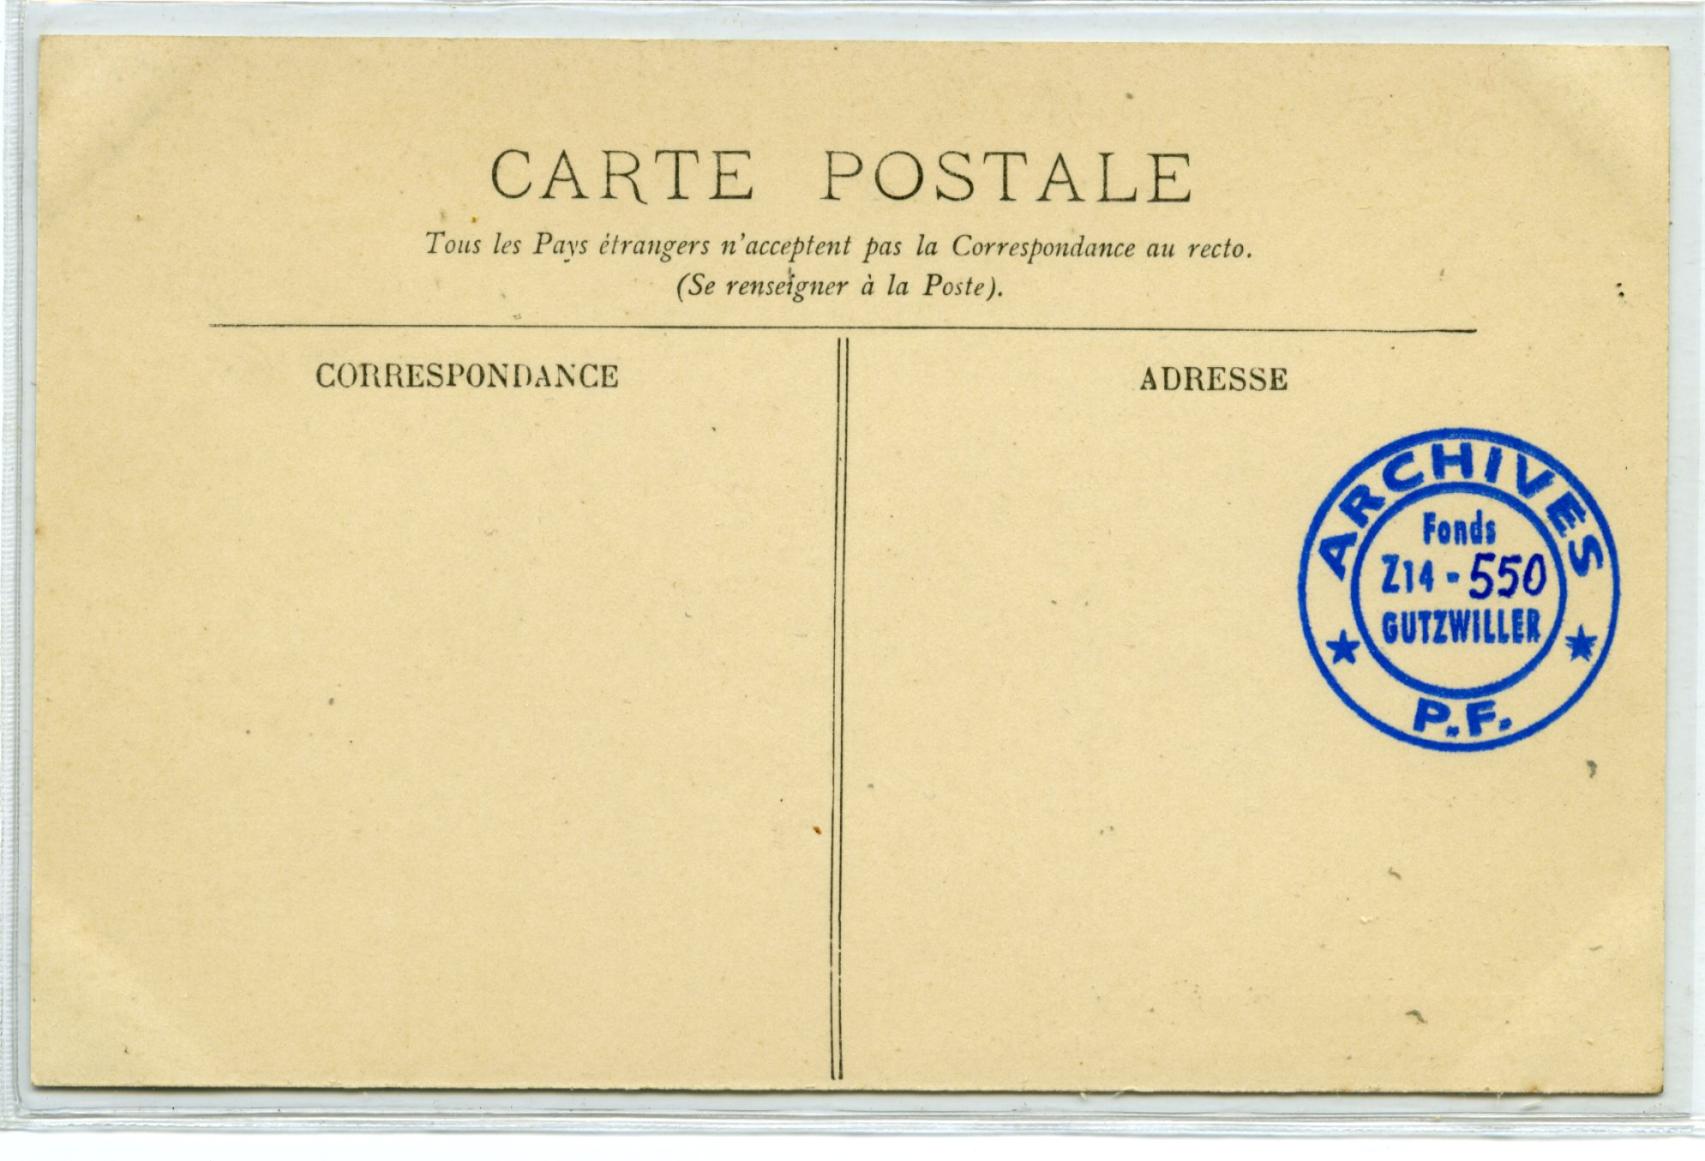 CARTE POSTALE
Tous les Pays étrangers n'acceptent pas la Correspondance au recto.
(Se renseigner à la Poste).
CORRESPONDANCE
ADRESSE
ARCHIVES
Fonds
Z14 - 550
GUTZWILLER
P.F.